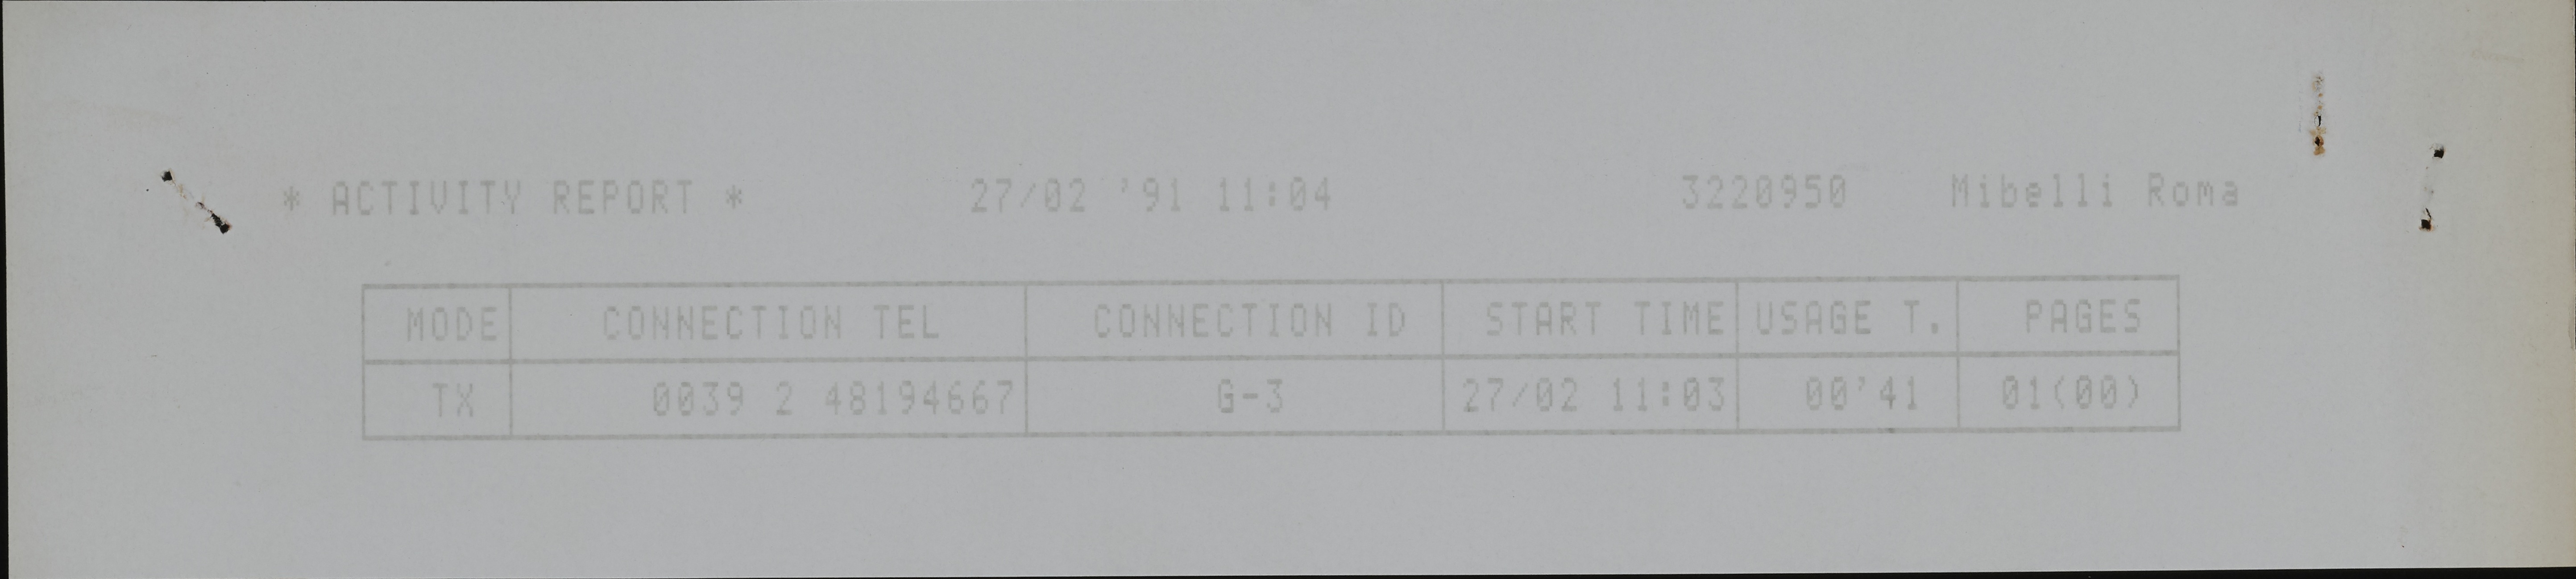 * ACTIVITY REPORT * 27/02 '91 11:04 3220950 Mibelli Roma
MODE CONNECTION TEL CONNECTION ID START TIME USAGE T. PAGES
TX 0039 2 48194667 G-3 27/02 11:03 00'41 01(00)